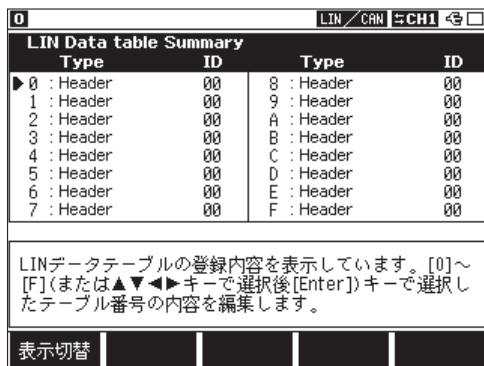 0 LIN/CAN ⇆CH1
LIN Data table Summary
Type ID Type ID
▶0 : Header 00 8 : Header 00
1 : Header 00 9 : Header 00
2 : Header 00 A : Header 00
3 : Header 00 B : Header 00
4 : Header 00 C : Header 00
5 : Header 00 D : Header 00
6 : Header 00 E : Header 00
7 : Header 00 F : Header 00
LINデータテーブルの登録内容を表示しています。[0]~
[F](または▲▼◀▶キーで選択後[Enter])キーで選択し
たテーブル番号の内容を編集します。
表示切替